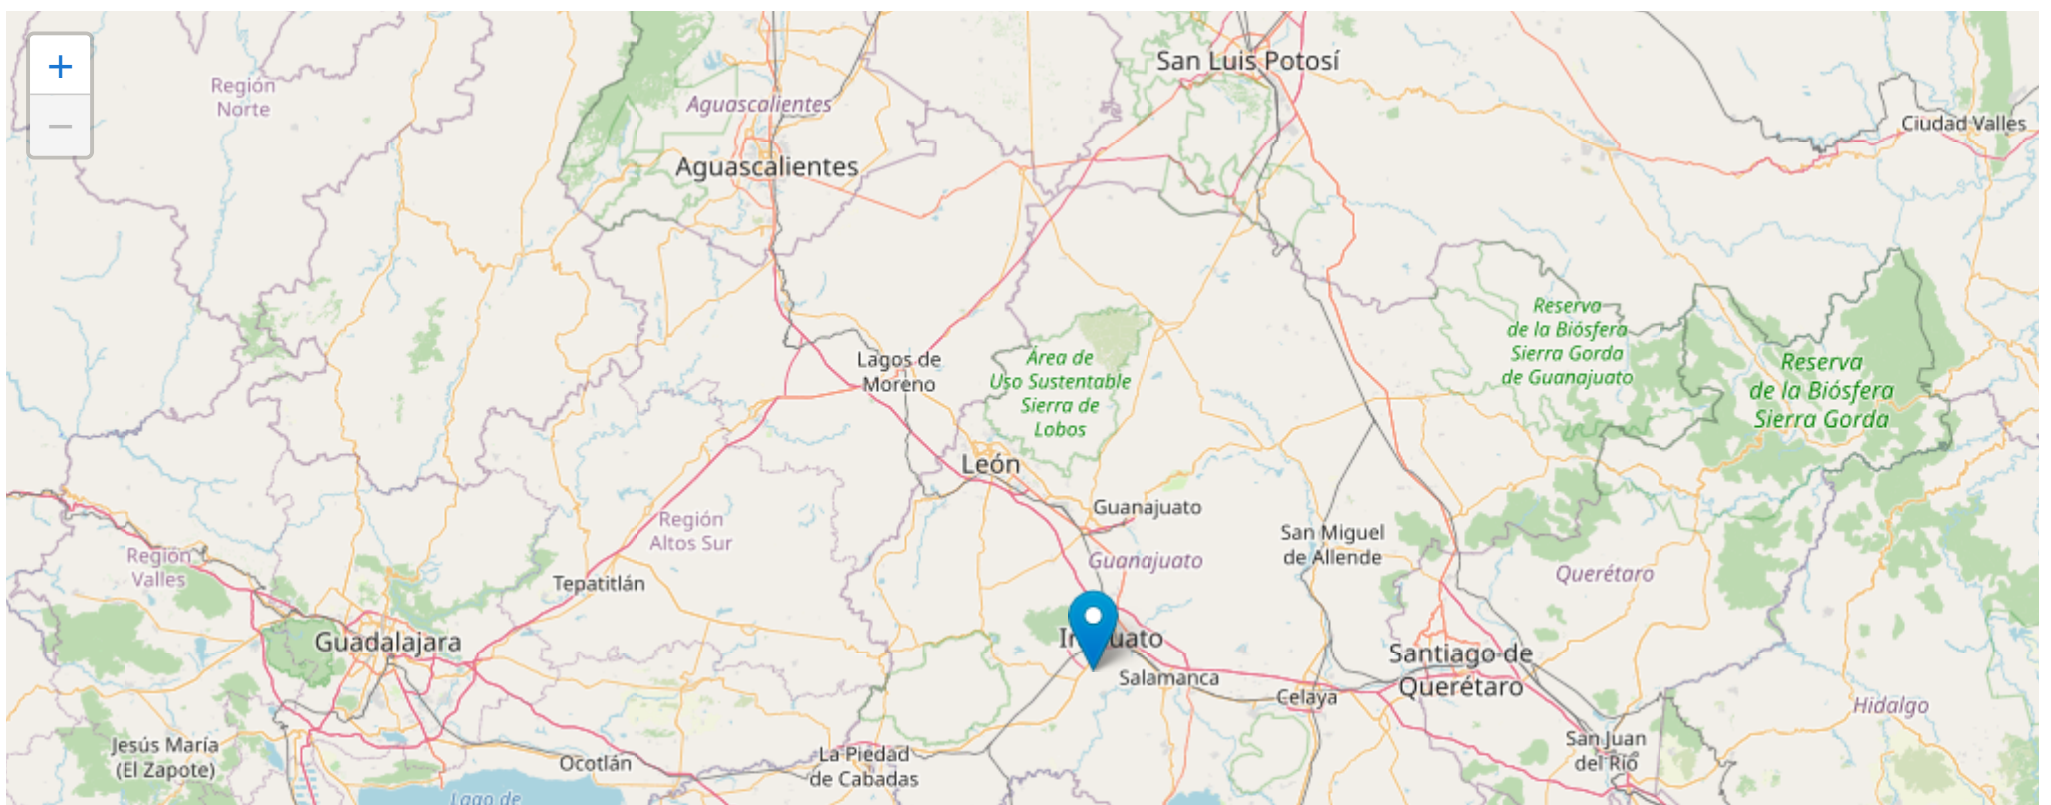 +
−
Región
Norte
San Luis Potosí
Aguascalientes
Ciudad Valles
Aguascalientes
Reserva
de la Biósfera
Sierra Gorda
de Guanajuato
Lagos de
Moreno
Área de
Uso Sustentable
Sierra de
Lobos
Reserva
de la Biósfera
Sierra Gorda
León
Guanajuato
Región
Altos Sur
San Miguel
de Allende
Guanajuato
Región
Valles
Tepatitlán
Querétaro
Guadalajara
Santiago de
Querétaro
Salamanca
Celaya
Hidalgo
Jesús María
(El Zapote)
Ocotlán
La Piedad
de Cabadas
San Juan
del Río
Lago de